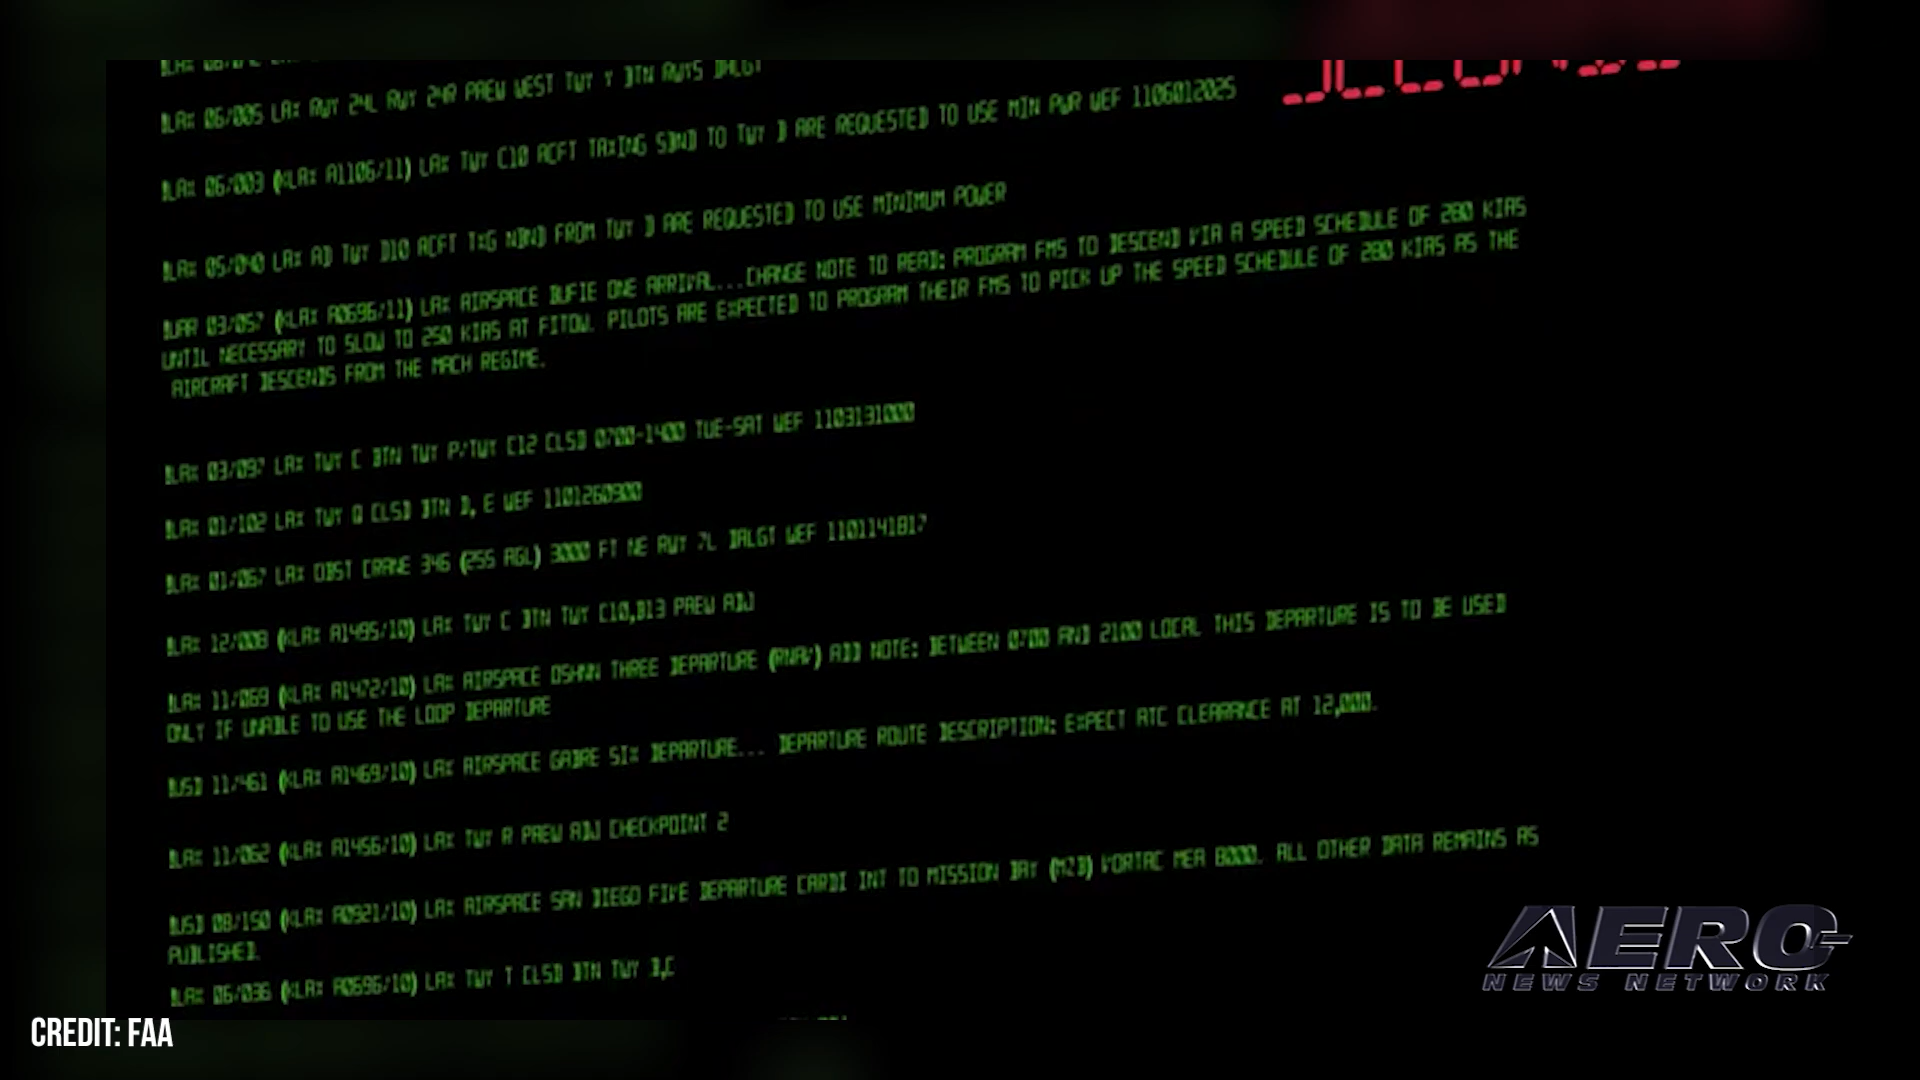 !LAX 06/005 LAX RWY 24L RWY 24R PAEW WEST TWY Y BTN RWYS DALGT
!LAX 06/003 (KLAX A1106/11) LAX TWY C10 ACFT TAXING SBND TO TWY B ARE REQUESTED TO USE MIN PWR WEF 1106012025
!LAX 05/040 LAX AD TWY D10 ACFT TXG NBND FROM TWY D ARE REQUESTED TO USE MINIMUM POWER
(KLAX A0696/11) LAX AIRSPACE BUFIE ONE ARRIVAL...CHANGE NOTE TO READ: PROGRAM FMS TO DESCEND VIA A SPEED SCHEDULE OF 280 KIAS
UNTIL NECESSARY TO SLOW TO 250 KIAS AT FITOW. PILOTS ARE EXPECTED TO PROGRAM THEIR FMS TO PICK UP THE SPEED SCHEDULE OF 280 KIAS AS THE
AIRCRAFT DESCENDS FROM THE MACH REGIME.
!LAX 03/097 LAX TWY C BTN TWY P/TWY C12 CLSD 0700-1400 TUE-SAT WEF 1103131000
!LAX 01/102 LAX TWY Q CLSD BTN D, E WEF 1101260900
!LAX 01/067 LAX OBST CRANE 346 (255 AGL) 3000 FT NE RWY 7L DALGT WEF 1101141817
!LAX 12/008 (KLAX A1495/10) LAX TWY C BTN TWY C10,B13 PAEW ADJ
!LAX 11/069 (KLAX A1472/10) LAX AIRSPACE OSHNN THREE DEPARTURE (RNAV) ADD NOTE: BETWEEN 0700 AND 2100 LOCAL THIS DEPARTURE IS TO BE USED
ONLY IF UNABLE TO USE THE LOOP DEPARTURE
!USD 11/461 (KLAX A1469/10) LAX AIRSPACE GABRE SIX DEPARTURE... DEPARTURE ROUTE DESCRIPTION: EXPECT ATC CLEARANCE AT 12,000.
!LAX 11/062 (KLAX A1456/10) LAX TWY R PAEW ADJ CHECKPOINT 2
!USD 08/150 (KLAX A0921/10) LAX AIRSPACE SAN DIEGO FIVE DEPARTURE CARDI INT TO MISSION BAY (MZB) VORTAC MEA 8000. ALL OTHER DATA REMAINS AS
PUBLISHED.
!LAX 06/036 (KLAX A0696/10) LAX TWY T CLSD BTN TWY B,C
AERO
NEWS NETWORK
CREDIT: FAA